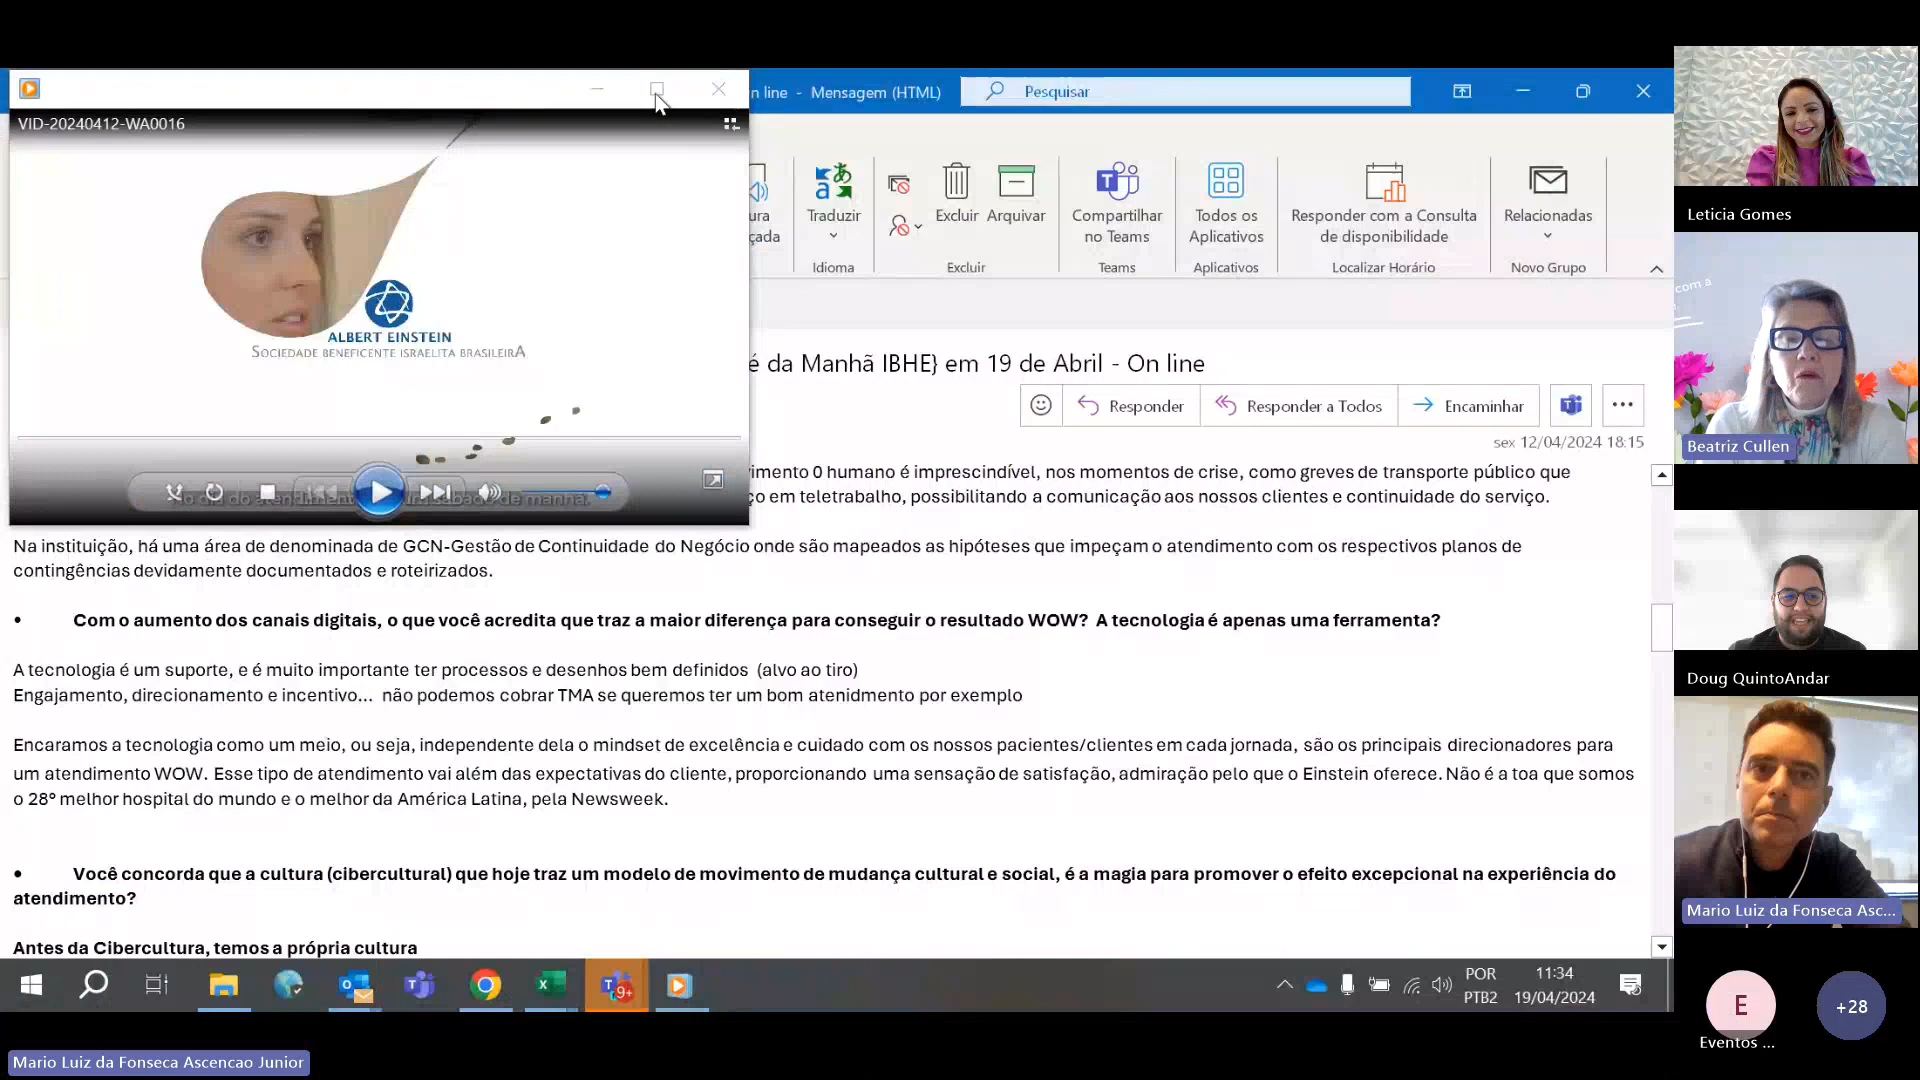 n line - Mensagem (HTML)
Pesquisar
VID-20240412-WA0016
ALBERT EINSTEIN
SOCIEDADE BENEFICENTE ISRAELITA BRASILEIRA
ura
çada
Traduzir
Idioma
Excluir
Arquivar
Excluir
Compartilhar
no Teams
Teams
Todos os
Aplicativos
Aplicativos
Responder com a Consulta
de disponibilidade
Localizar Horário
Relacionadas
Novo Grupo
é da Manhã IBHE} em 19 de Abril - On line
Responder
Responder a Todos
Encaminhar
sex 12/04/2024 18:15
vimento 0 humano é imprescindível, nos momentos de crise, como greves de transporte público que
ço em teletrabalho, possibilitando a comunicação aos nossos clientes e continuidade do serviço.
Na instituição, há uma área de denominada de GCN-Gestão de Continuidade do Negócio onde são mapeados as hipóteses que impeçam o atendimento com os respectivos planos de
contingências devidamente documentados e roteirizados.
• Com o aumento dos canais digitais, o que você acredita que traz a maior diferença para conseguir o resultado WOW? A tecnologia é apenas uma ferramenta?
A tecnologia é um suporte, e é muito importante ter processos e desenhos bem definidos (alvo ao tiro)
Engajamento, direcionamento e incentivo... não podemos cobrar TMA se queremos ter um bom atenidmento por exemplo
Encaramos a tecnologia como um meio, ou seja, independente dela o mindset de excelência e cuidado com os nossos pacientes/clientes em cada jornada, são os principais direcionadores para
um atendimento WOW. Esse tipo de atendimento vai além das expectativas do cliente, proporcionando uma sensação de satisfação, admiração pelo que o Einstein oferece. Não é a toa que somos
o 28º melhor hospital do mundo e o melhor da América Latina, pela Newsweek.
• Você concorda que a cultura (cibercultural) que hoje traz um modelo de movimento de mudança cultural e social, é a magia para promover o efeito excepcional na experiência do
atendimento?
Antes da Cibercultura, temos a própria cultura
9+
POR
PTB2
11:34
19/04/2024
Mario Luiz da Fonseca Ascencao Junior
Leticia Gomes
com a
Beatriz Cullen
Doug QuintoAndar
Mario Luiz da Fonseca Asc...
E
Eventos ...
+28